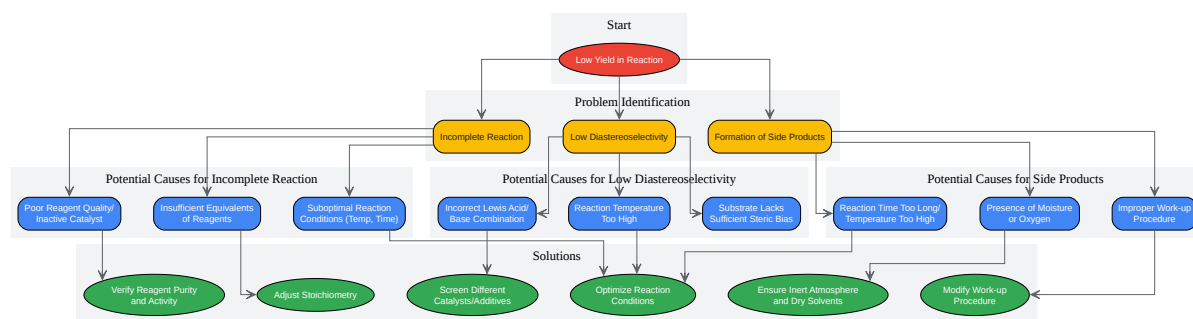 Start
Low Yield in Reaction
Problem Identification
Incomplete Reaction
Low Diastereoselectivity
Formation of Side Products
Potential Causes for Incomplete Reaction
Potential Causes for Low Diastereoselectivity
Potential Causes for Side Products
Poor Reagent Quality/
Inactive Catalyst
Insufficient Equivalents
of Reagents
Suboptimal Reaction
Conditions (Temp, Time)
Incorrect Lewis Acid/
Base Combination
Reaction Temperature
Too High
Substrate Lacks
Sufficient Steric Bias
Reaction Time Too Long/
Temperature Too High
Presence of Moisture
or Oxygen
Improper Work-up
Procedure
Solutions
Verify Reagent Purity
and Activity
Adjust Stoichiometry
Screen Different
Catalysts/Additives
Optimize Reaction
Conditions
Ensure Inert Atmosphere
and Dry Solvents
Modify Work-up
Procedure